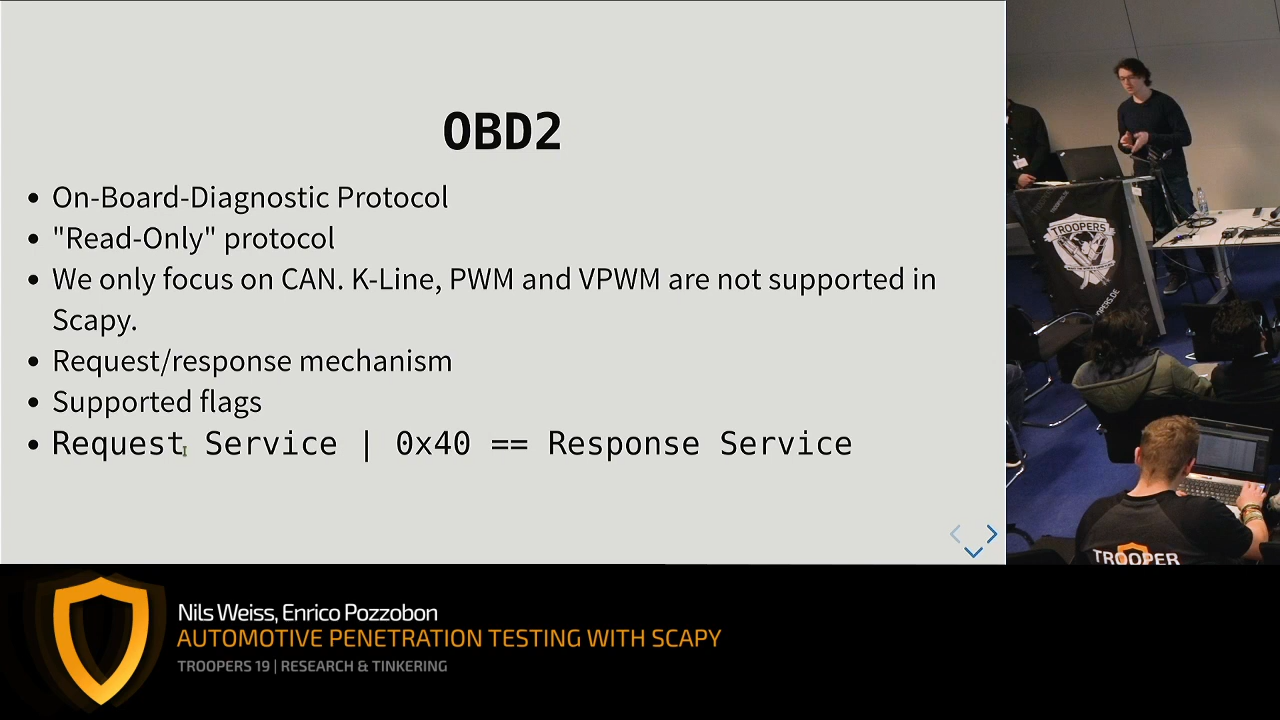 OBD2
On-Board-Diagnostic Protocol
"Read-Only" protocol
We only focus on CAN. K-Line, PWM and VPWM are not supported in
Scapy.
Request/response mechanism
Supported flags
Request Service | 0x40 == Response Service
TROOPERS
TROOPER
Nils Weiss, Enrico Pozzobon
AUTOMOTIVE PENETRATION TESTING WITH SCAPY
TROOPERS 19 | RESEARCH & TINKERING